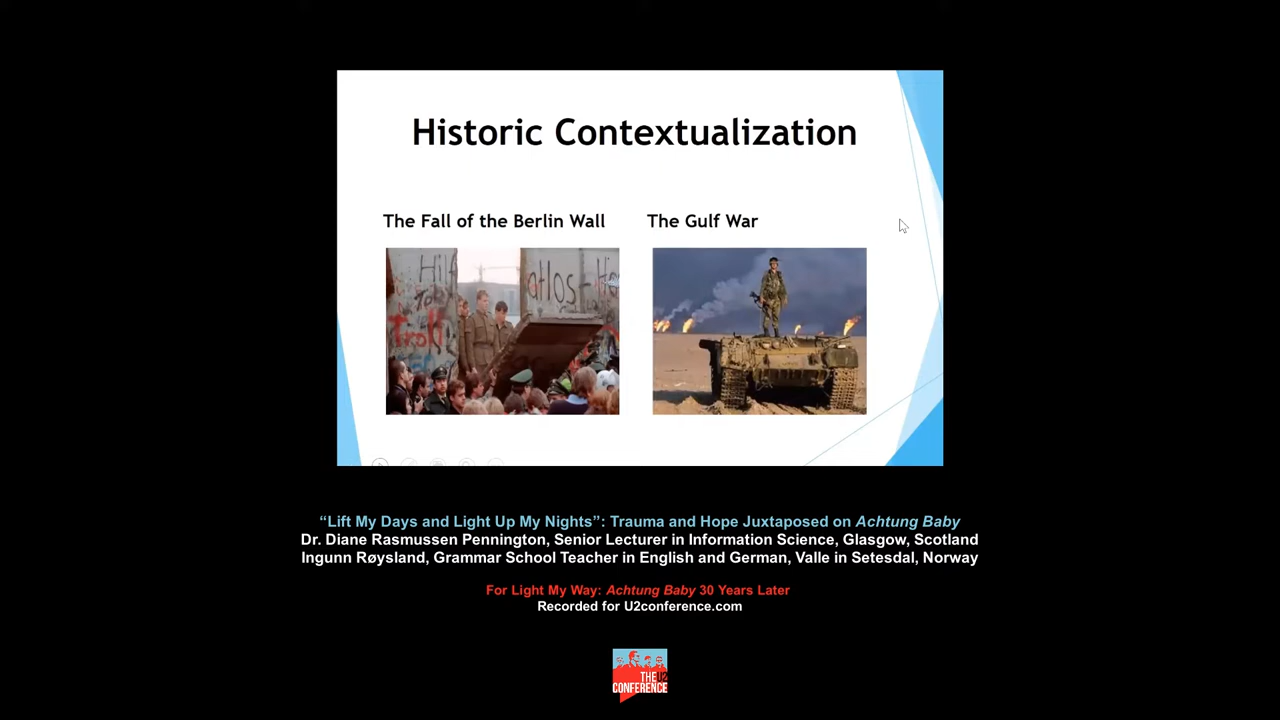 Historic Contextualization
The Fall of the Berlin Wall
The Gulf War
Hilf
Troll
atlos-
“Lift My Days and Light Up My Nights”: Trauma and Hope Juxtaposed on Achtung Baby
Dr. Diane Rasmussen Pennington, Senior Lecturer in Information Science, Glasgow, Scotland
Ingunn Røysland, Grammar School Teacher in English and German, Valle in Setesdal, Norway
For Light My Way: Achtung Baby 30 Years Later
Recorded for U2conference.com
THE U2
CONFERENCE